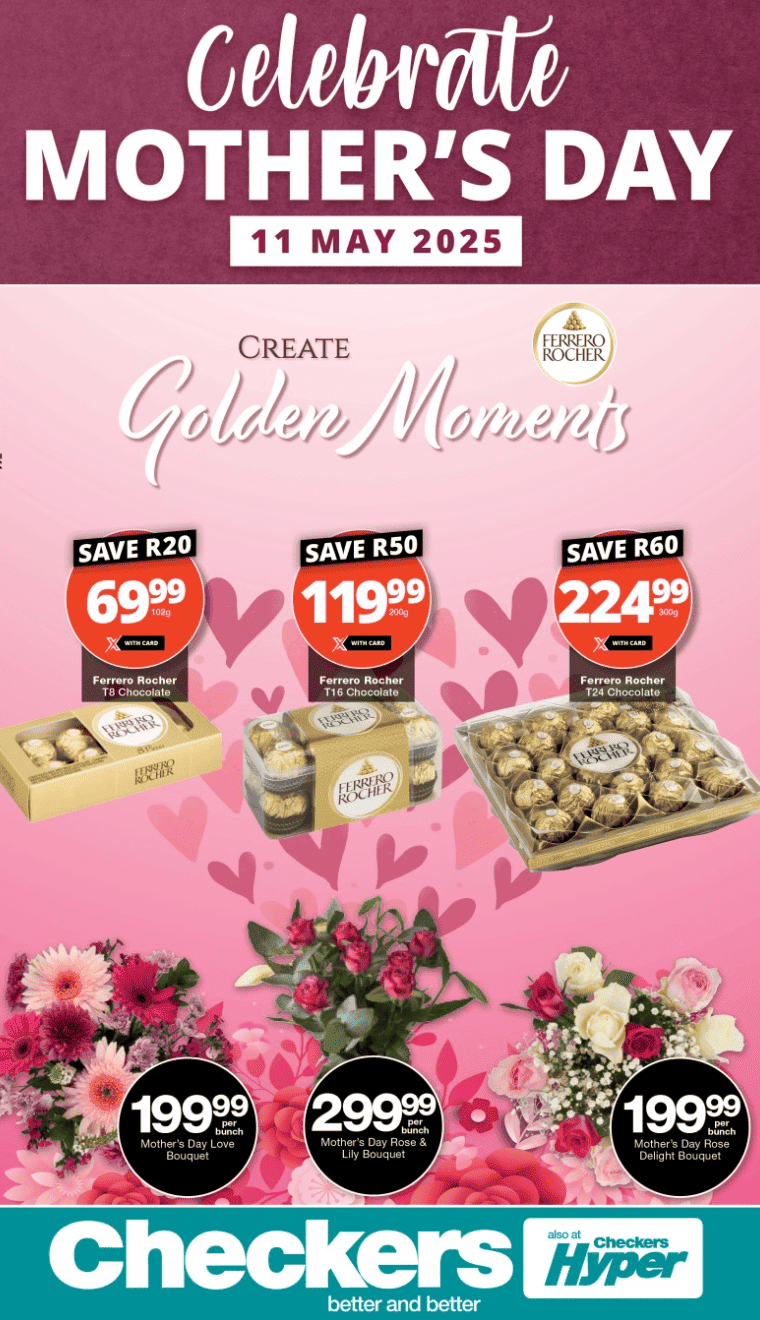 Celebrate
MOTHER'S DAY
11 MAY 2025
CREATE
Golden Moments
FERRERO
ROCHER
SAVE R20
69.99
102g
X WITH CARD
Ferrero Rocher
T8 Chocolate
SAVE R50
119.99
200g
X WITH CARD
Ferrero Rocher
T16 Chocolate
SAVE R60
224.99
300g
X WITH CARD
Ferrero Rocher
T24 Chocolate
FERRERO
ROCHER
FERRERO
ROCHER
FERRERO
ROCHER
FERRERO
ROCHER
FERRERO
ROCHER
199.99
per
bunch
Mother's Day Love
Bouquet
299.99
per
bunch
Mother's Day Rose &
Lily Bouquet
199.99
per
bunch
Mother's Day Rose
Delight Bouquet
Checkers
better and better
also at
Checkers
Hyper